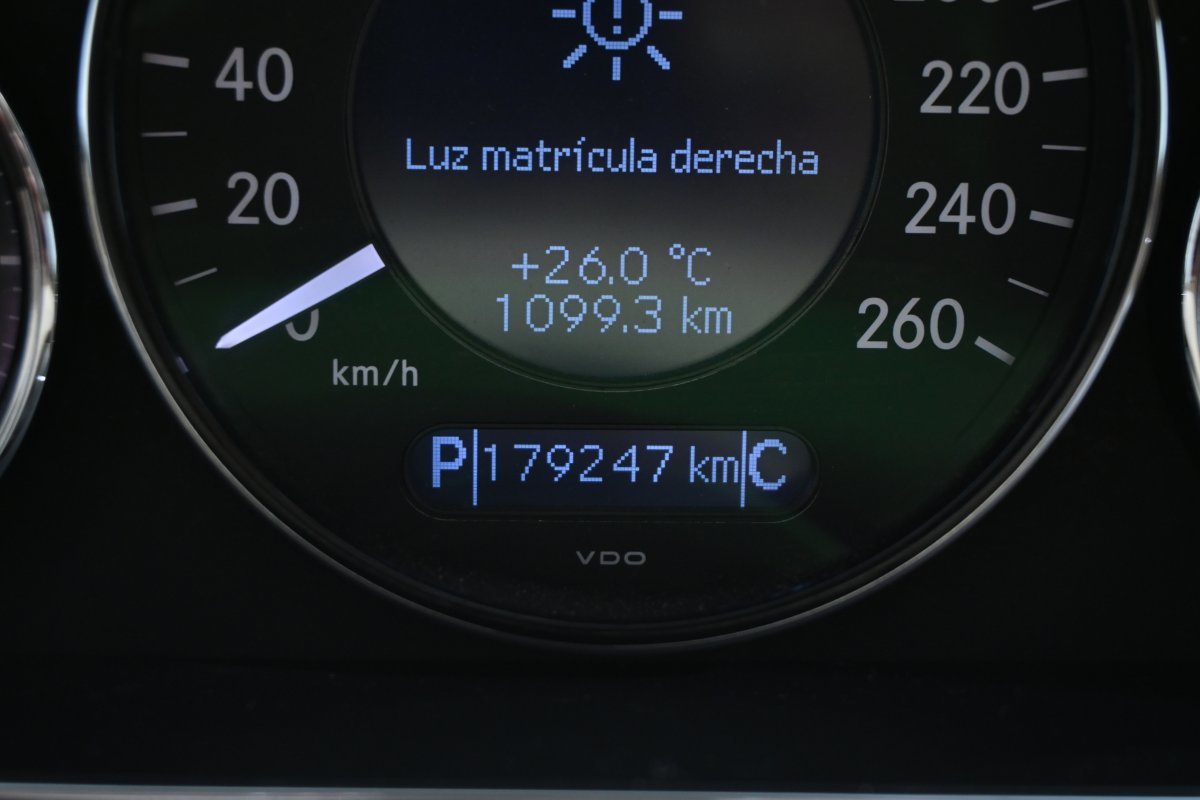 40
220
Luz matrícula derecha
20
240
+26.0 °C
1099.3 km
0
260
km/h
P 179247 km C
VDO